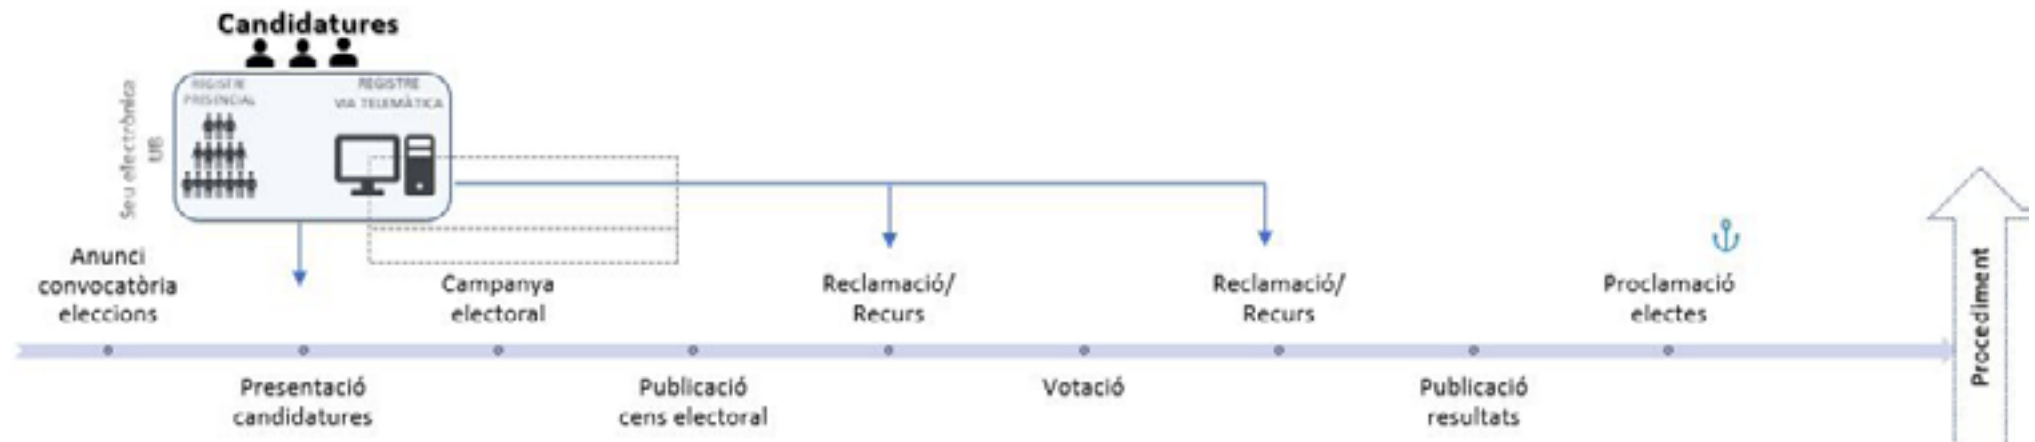 Candidatures
REGISTRE
PRESENCIAL
REGISTRE
VIA TELEMÀTICA
Seu electrònica
UB
Anunci
convocatòria
eleccions
Campanya
electoral
Reclamació/
Recurs
Reclamació/
Recurs
Proclamació
electes
Presentació
candidatures
Publicació
cens electoral
Votació
Publicació
resultats
Procediment